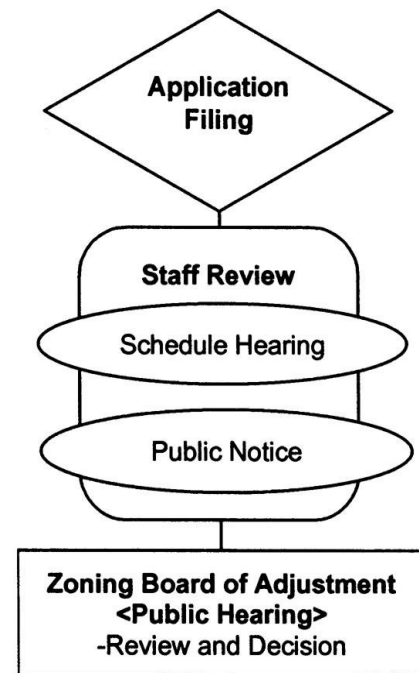 Application
Filing
Staff Review
Schedule Hearing
Public Notice
Zoning Board of Adjustment
<Public Hearing>
-Review and Decision